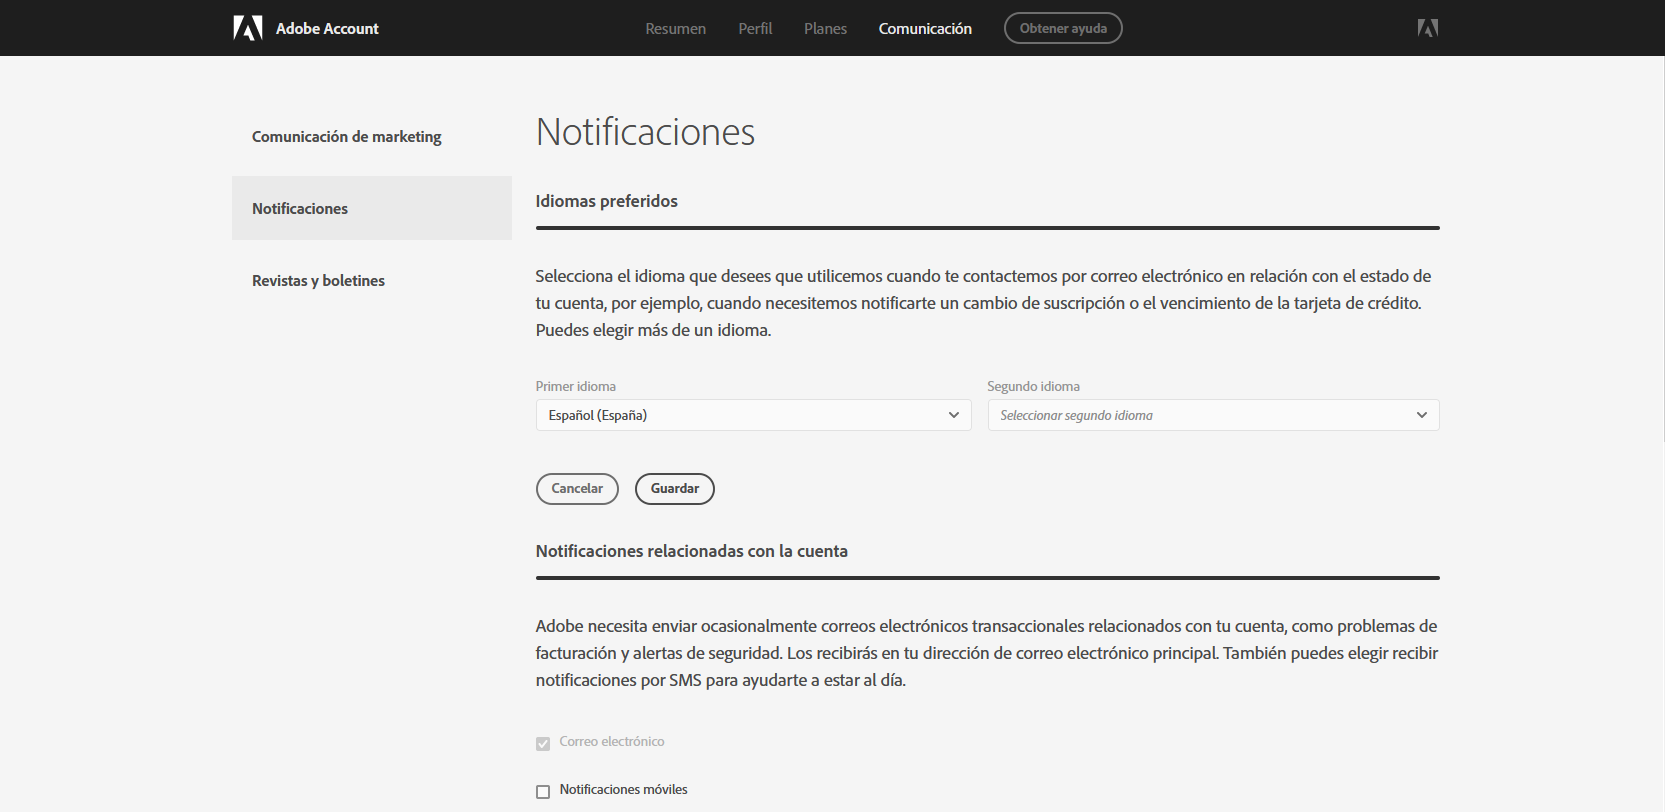 Adobe Account
Resumen
Perfil
Planes
Comunicación
Obtener ayuda
Comunicación de marketing
Notificaciones
Revistas y boletines
Notificaciones
Idiomas preferidos
Selecciona el idioma que desees que utilicemos cuando te contactemos por correo electrónico en relación con el estado de
tu cuenta, por ejemplo, cuando necesitemos notificarte un cambio de suscripción o el vencimiento de la tarjeta de crédito.
Puedes elegir más de un idioma.
Primer idioma
Español (España)
Segundo idioma
Seleccionar segundo idioma
Cancelar
Guardar
Notificaciones relacionadas con la cuenta
Adobe necesita enviar ocasionalmente correos electrónicos transaccionales relacionados con tu cuenta, como problemas de
facturación y alertas de seguridad. Los recibirás en tu dirección de correo electrónico principal. También puedes elegir recibir
notificaciones por SMS para ayudarte a estar al día.
Correo electrónico
Notificaciones móviles